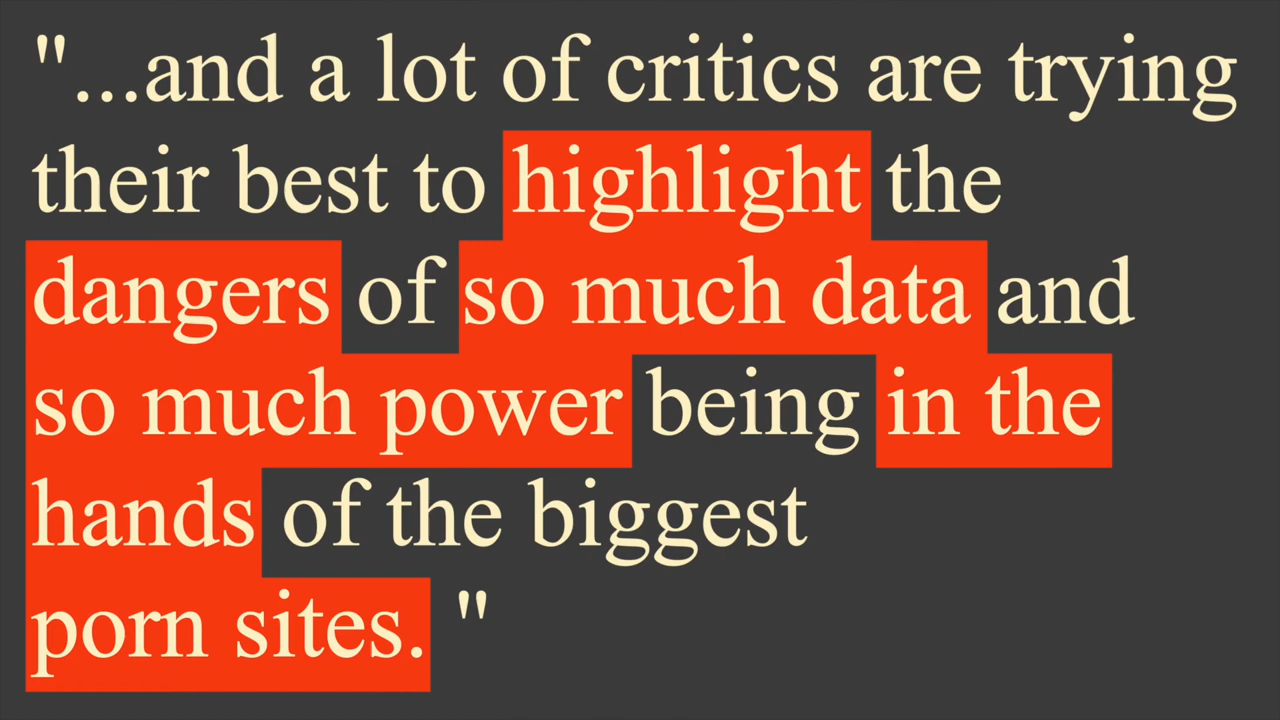 "...and a lot of critics are trying
their best to highlight the
dangers of so much data and
so much power being in the
hands of the biggest
porn sites. "